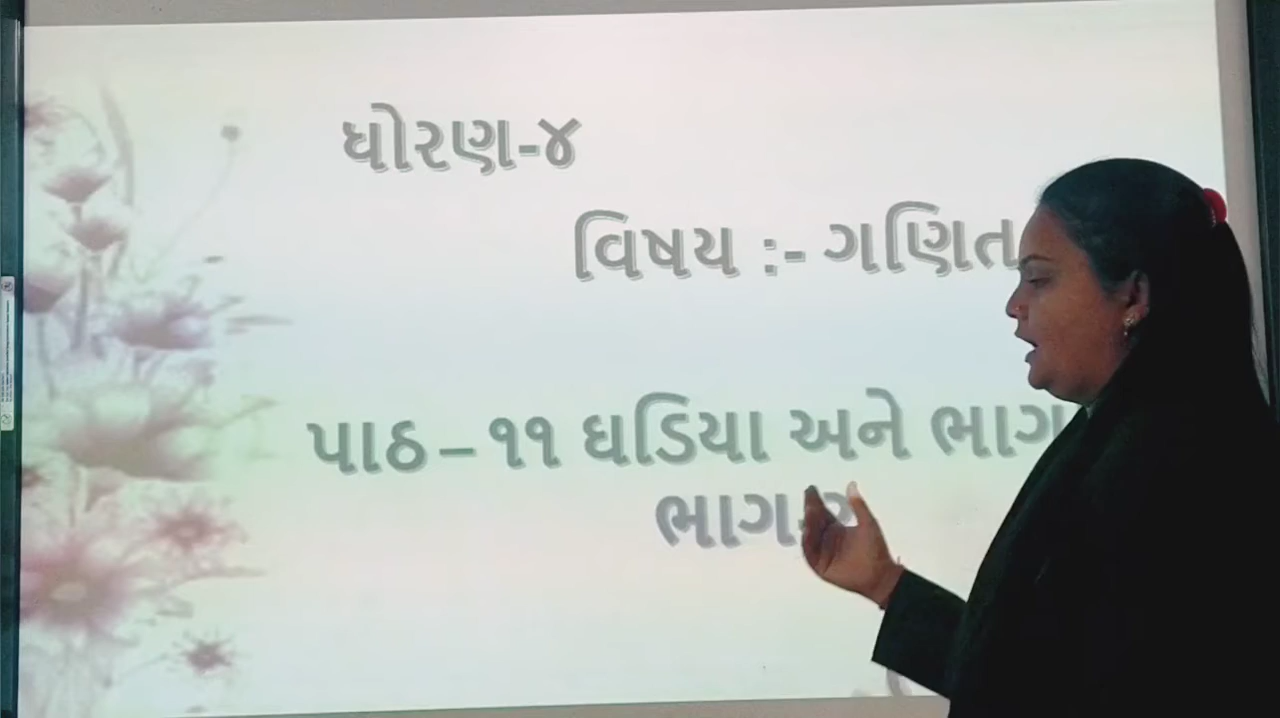 ધોરણ-૪
વિષય :- ગણિત
પાઠ – ૧૧ ઘડિયા અને